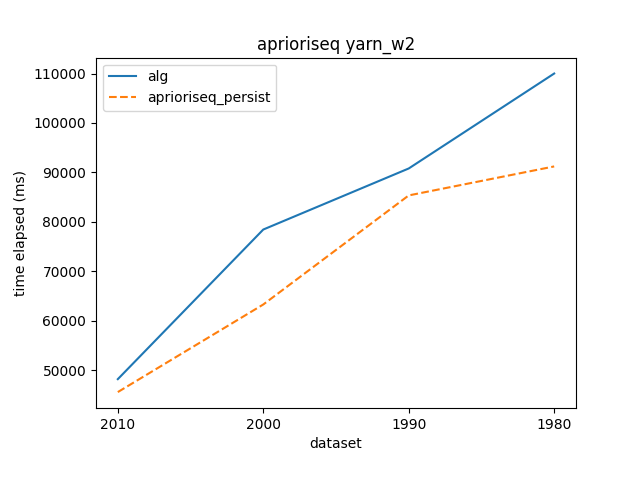 aprioriseq yarn_w2
alg
aprioriseq_persist
110000
100000
90000
80000
70000
60000
50000
time elapsed (ms)
2010
2000
1990
1980
dataset